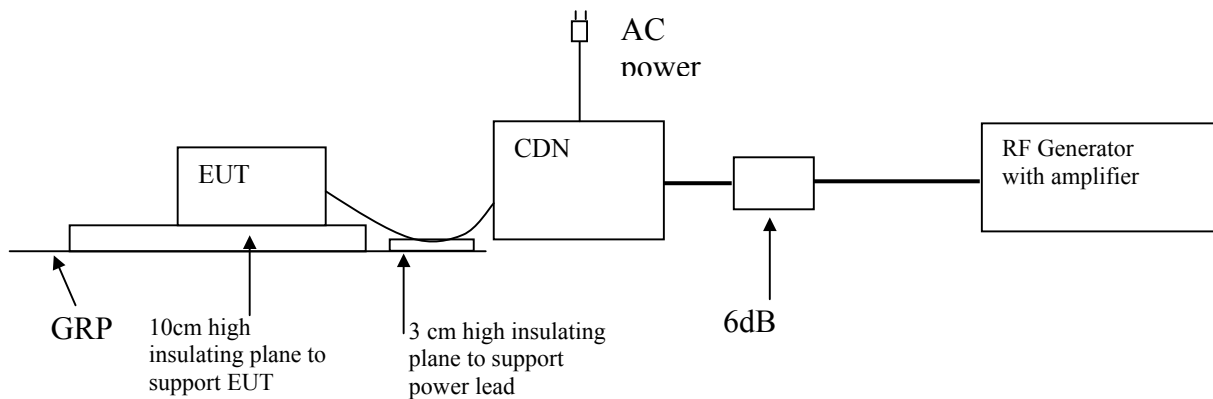 AC
power
EUT
CDN
RF Generator
with amplifier
GRP
10cm high
insulating plane to
support EUT
3 cm high insulating
plane to support
power lead
6dB